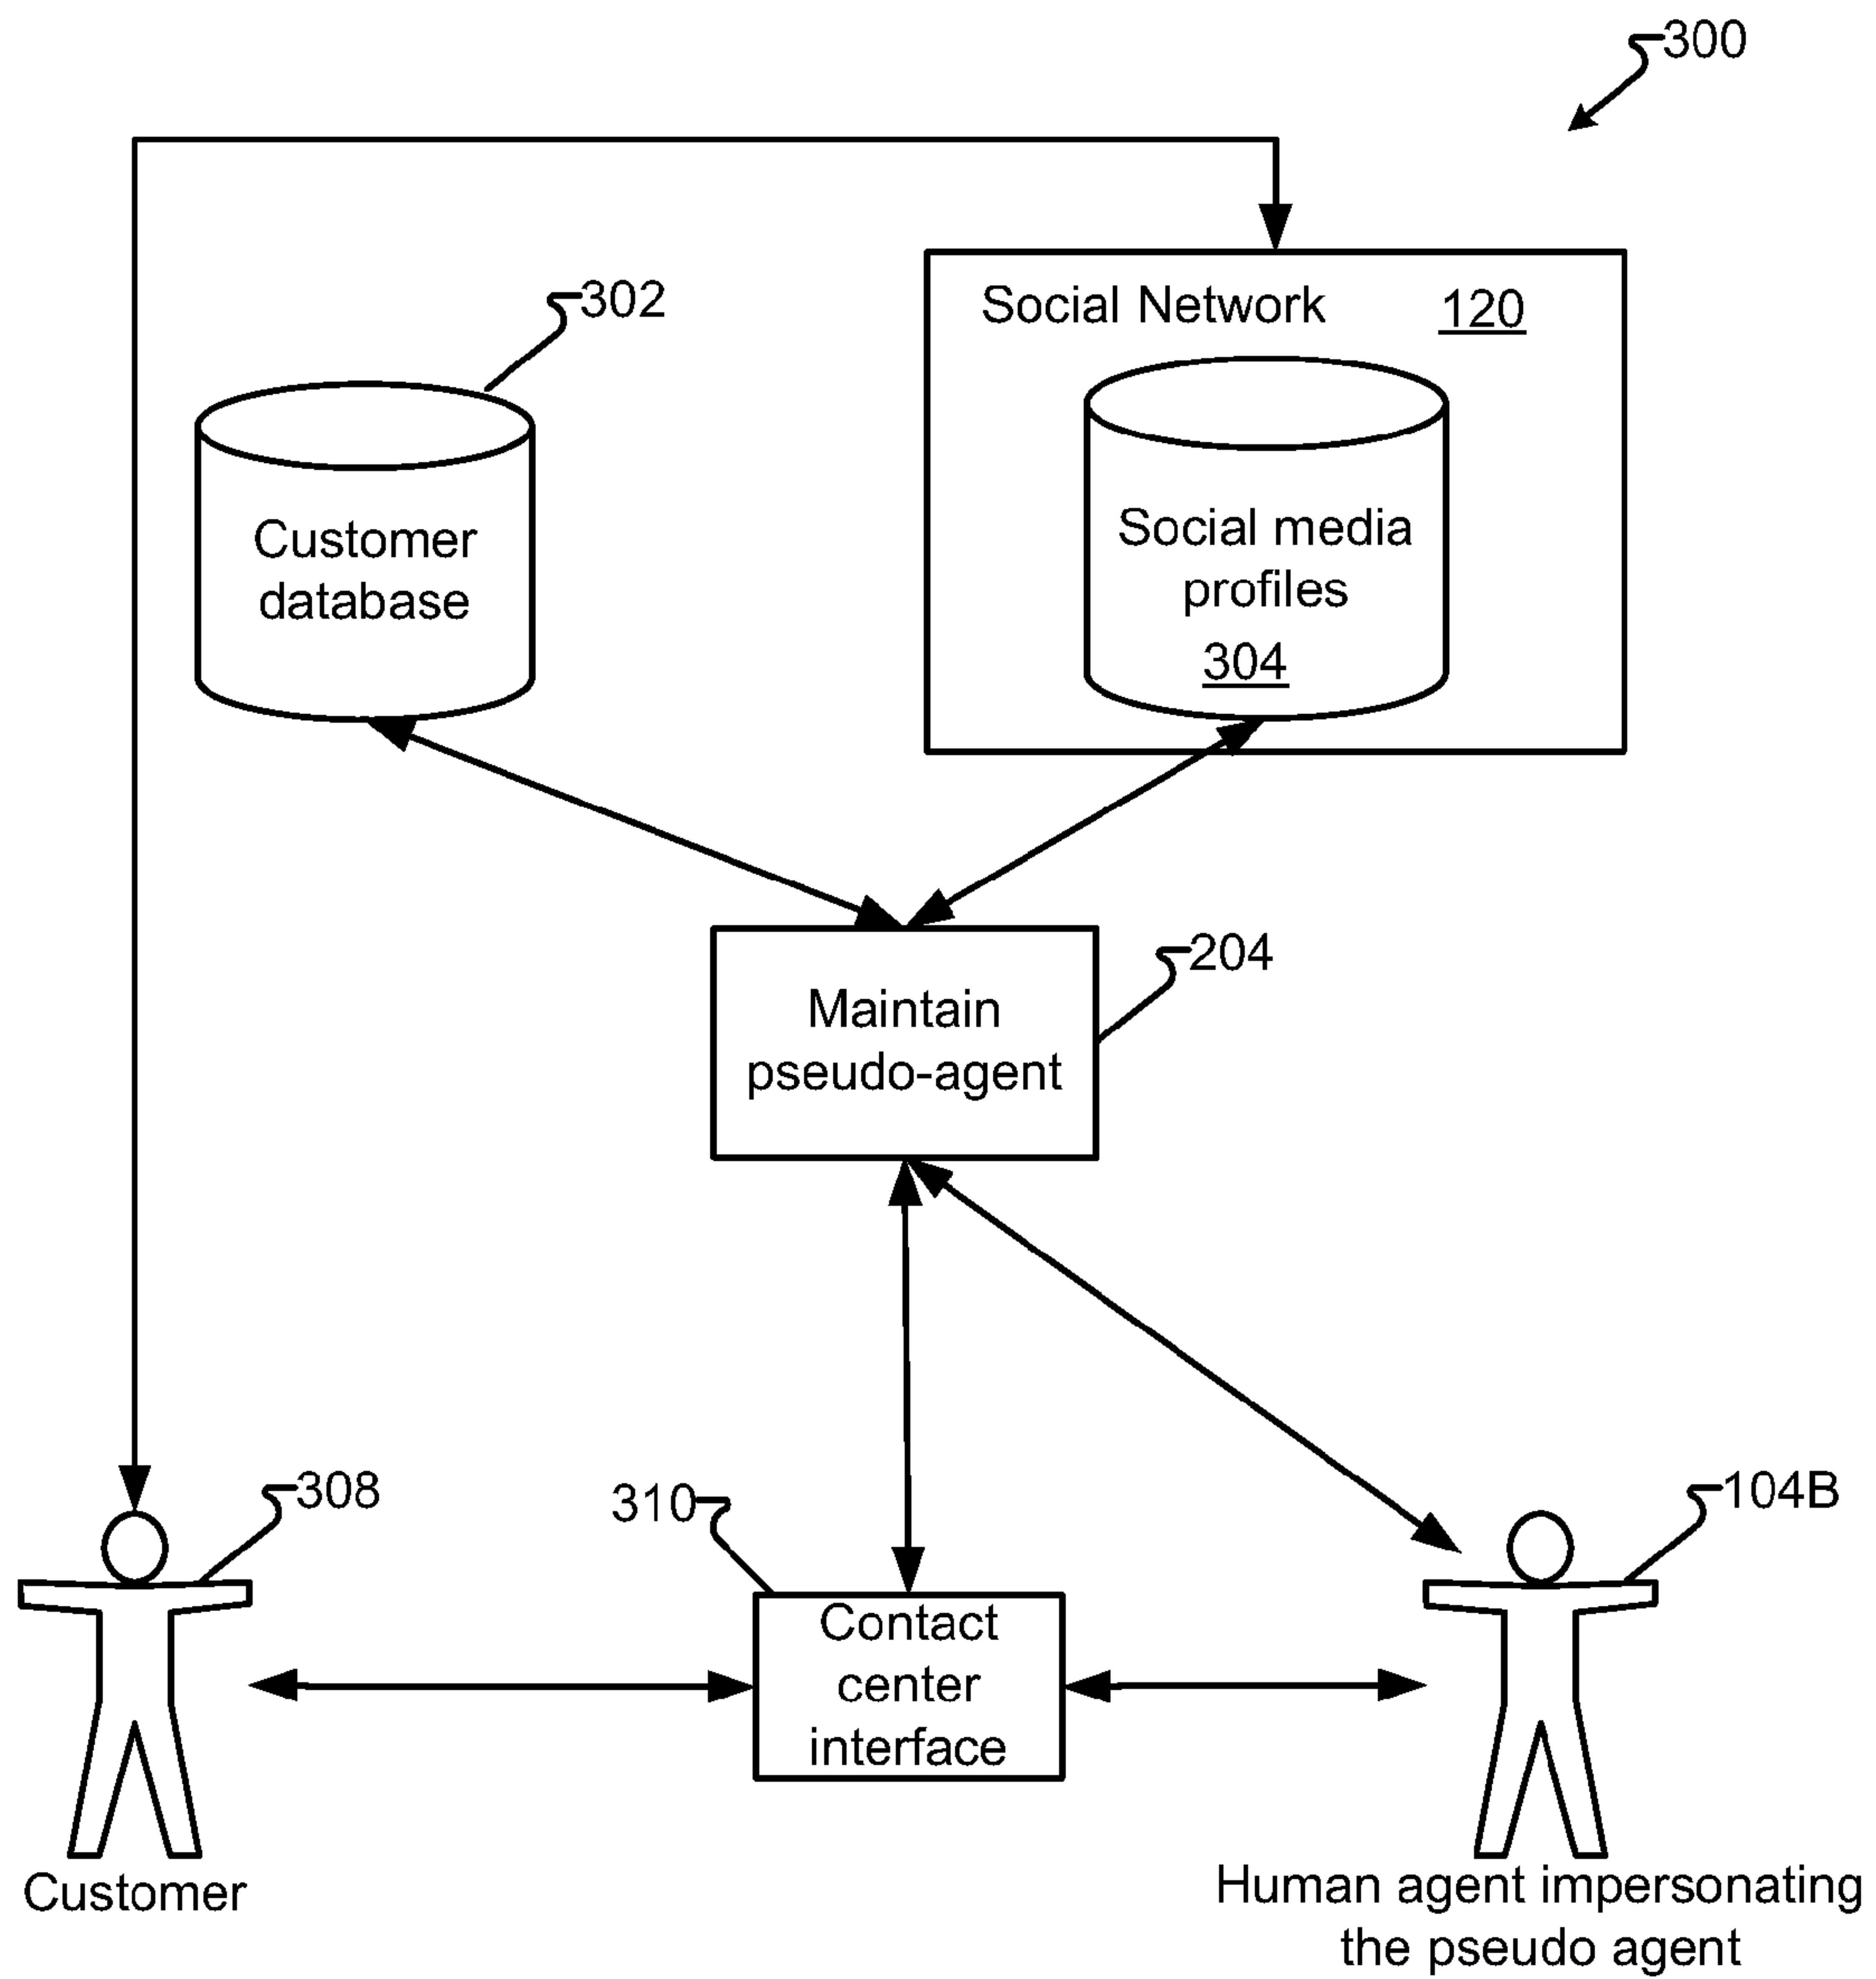 300
302
Social Network 120
Customer
database
Social media
profiles
304
204
Maintain
pseudo-agent
308
310
104B
Contact
center
interface
Customer
Human agent impersonating
the pseudo agent